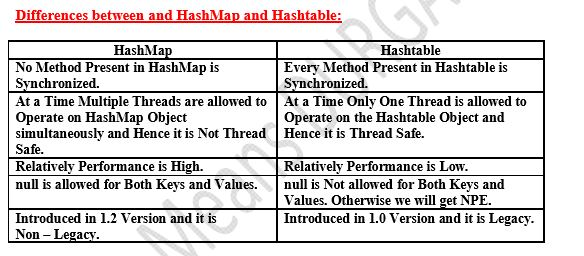 Differences between and HashMap and Hashtable:
HashMap
Hashtable
No Method Present in HashMap is
Synchronized.
Every Method Present in Hashtable is
Synchronized.
At a Time Multiple Threads are allowed to
Operate on HashMap Object
simultaneously and Hence it is Not Thread
Safe.
At a Time Only One Thread is allowed to
Operate on the Hashtable Object and
Hence it is Thread Safe.
Relatively Performance is High.
Relatively Performance is Low.
null is allowed for Both Keys and Values.
null is Not allowed for Both Keys and
Values. Otherwise we will get NPE.
Introduced in 1.2 Version and it is
Non – Legacy.
Introduced in 1.0 Version and it is Legacy.
Means DURGA